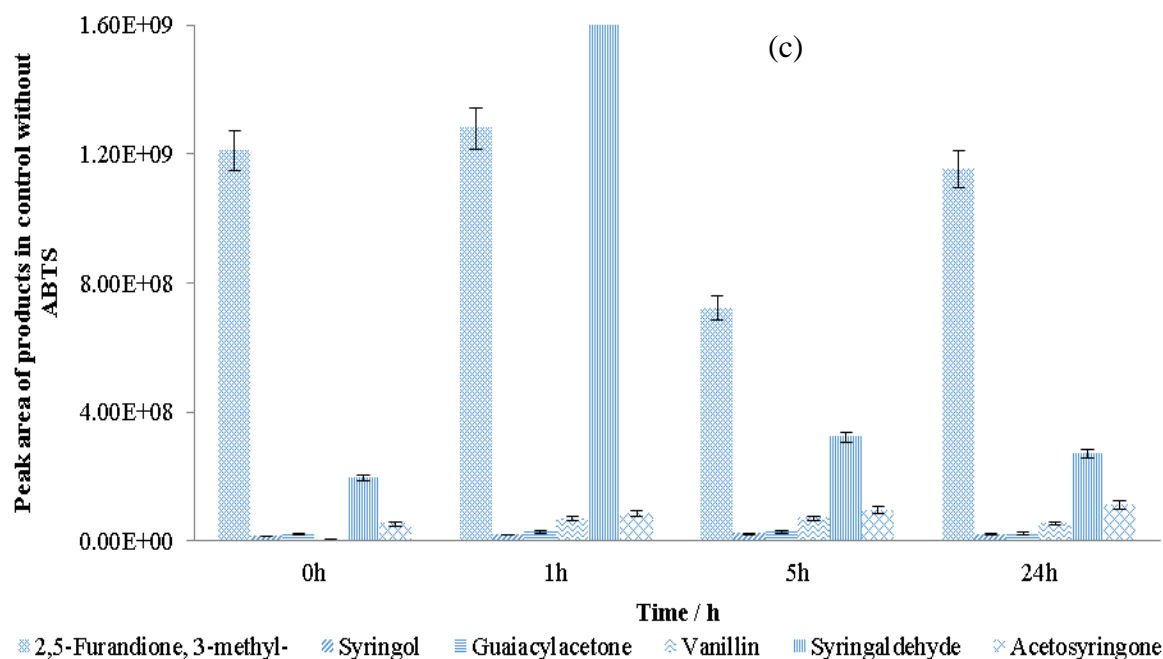 1.60E+09
(c)
1.20E+09
8.00E+08
4.00E+08
0.00E+00
Peak area of products in control without
ABTS
0h 1h 5h 24h
Time / h
2,5-Furandione, 3-methyl- Syringol Guaiacylacetone Vanillin Syringaldehyde Acetosyringone